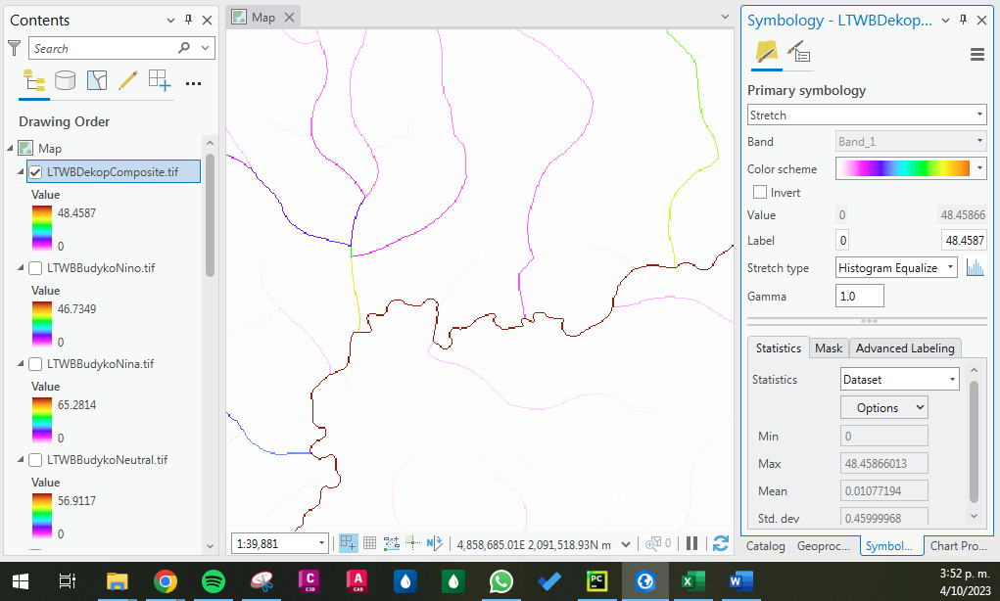 Contents
Search
Drawing Order
Map
LTWBDekopComposite.tif
Value
48.4587
0
LTWBBudykoNino.tif
Value
46.7349
0
LTWBBudykoNina.tif
Value
65.2814
0
LTWBBudykoNeutral.tif
Value
56.9117
0
Map
1:39,881
4,858,685.01E 2,091,518.93N m
0
Symbology - LTWBDekop...
Primary symbology
Stretch
Band Band_1
Color scheme
Invert
Value 0 48.45866
Label 0 48.4587
Stretch type Histogram Equalize
Gamma 1.0
Statistics Mask Advanced Labeling
Statistics Dataset
Options
Min 0
Max 48.45866013
Mean 0.01077194
Std. dev 0.45999968
Catalog Geoproc... Symbol... Chart Pro...
C
C3D
A
CAD
PC
X
W
3:52 p. m.
4/10/2023